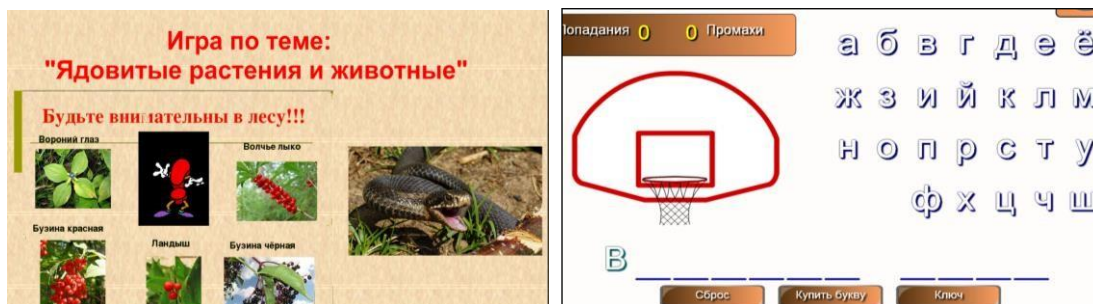 Игра по теме:
"Ядовитые растения и животные"
Будьте внимательны в лесу!!!
Вороний глаз
Волчье лыко
Бузина красная
Ландыш
Бузина чёрная
Попадания 0 0 Промахи
а б в г д е ё
ж з и й к л м
н о п р с т у
ф х ц ч ш
В
Сброс
Купить букву
Ключ